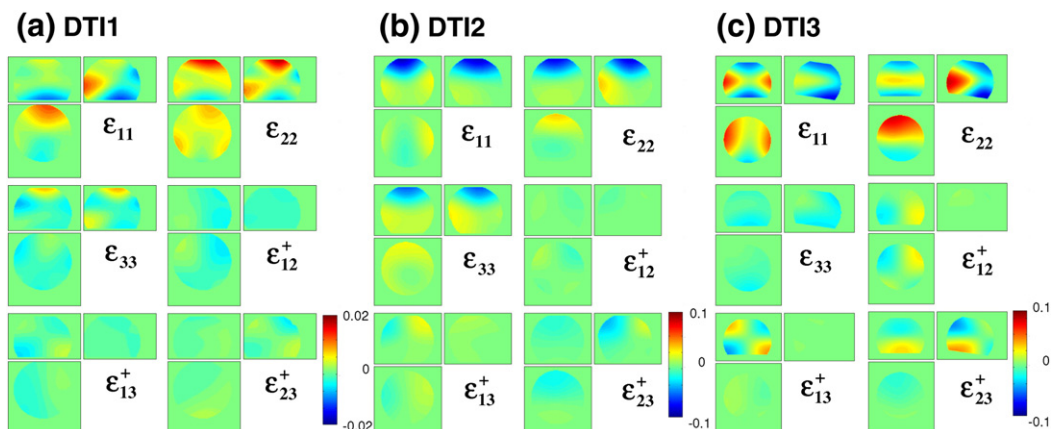 (a) DTI1 (b) DTI2 (c) DTI3
ε11 ε22 ε11 ε22 ε11 ε22
ε33 ε+12 ε33 ε+12 ε33 ε+12
0.02 0.1 0.1
0 0 0
ε+13 ε+23 ε+13 ε+23 ε+13 ε+23
-0.02 -0.1 -0.1